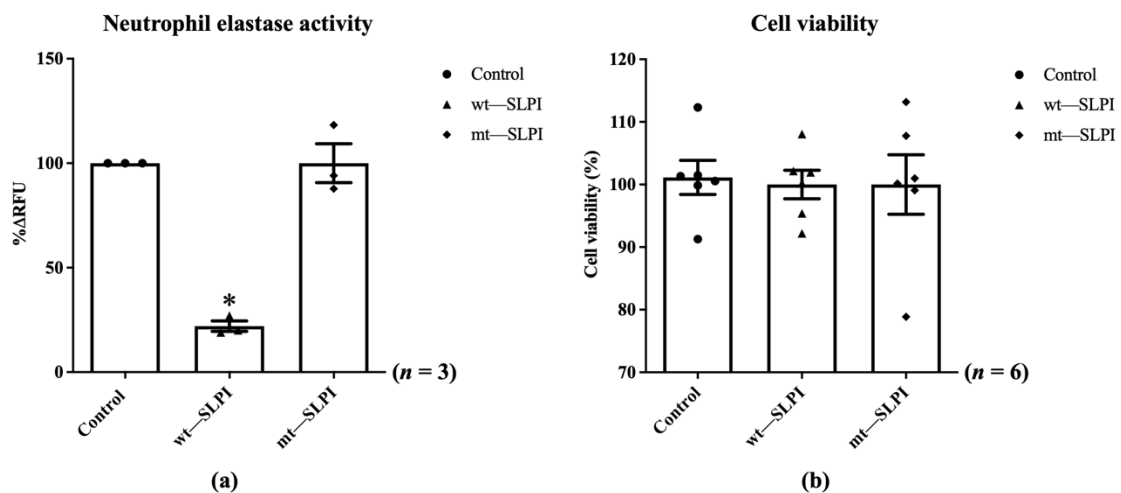 Neutrophil elastase activity
150
100
50
0
%ΔRFU
*
Control
wt—SLPI
mt—SLPI
Control
wt—SLPI
mt—SLPI
(n = 3)
(a)
Cell viability
120
110
100
90
80
70
Cell viability (%)
Control
wt—SLPI
mt—SLPI
Control
wt—SLPI
mt—SLPI
(n = 6)
(b)